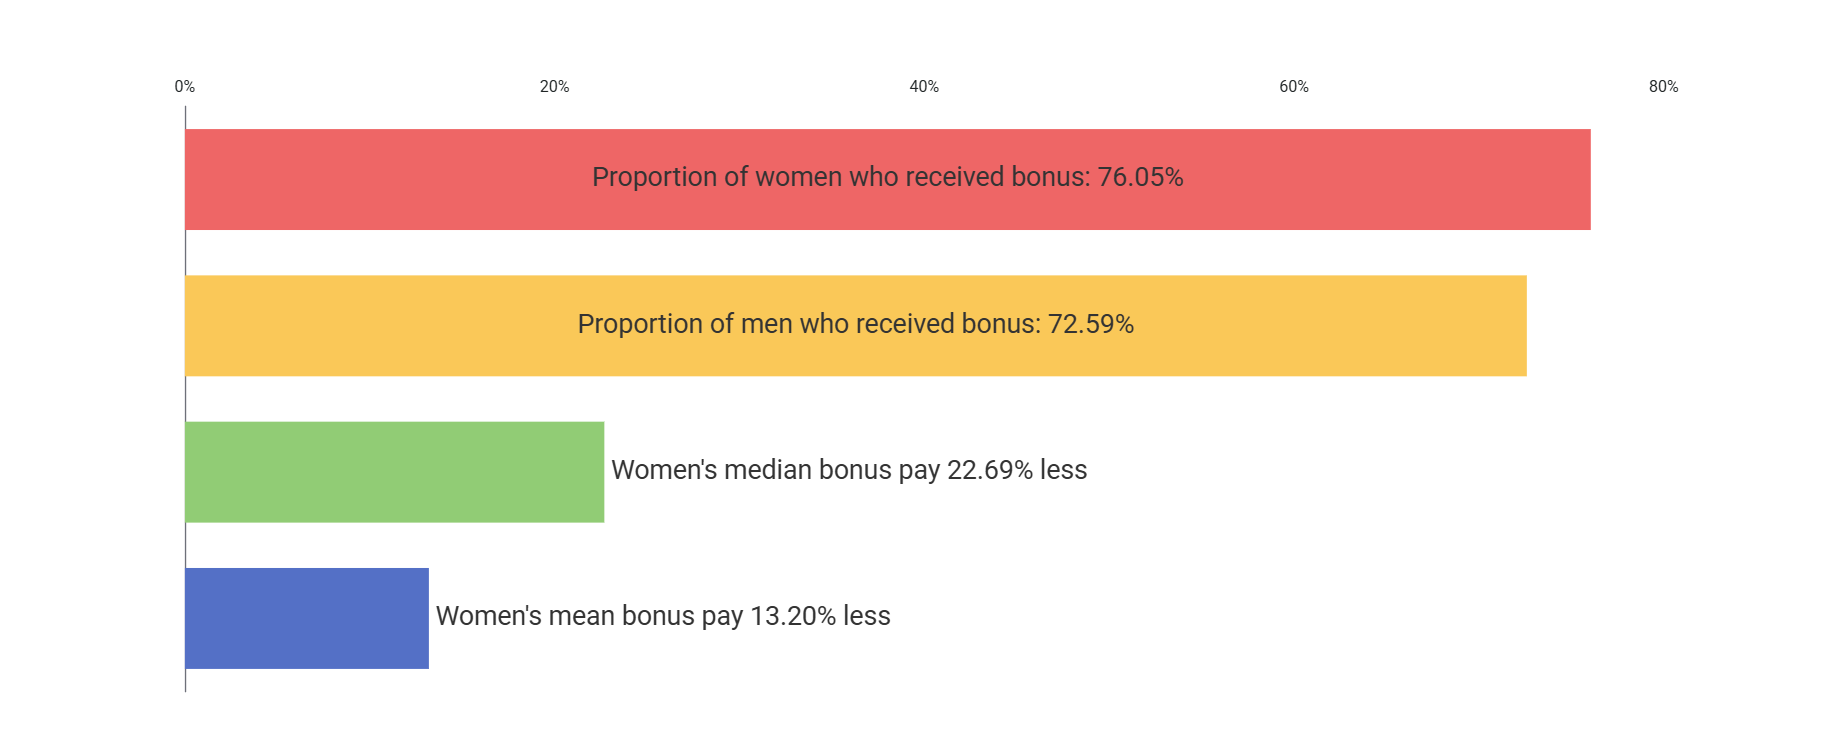 0%
20%
40%
60%
80%
Proportion of women who received bonus: 76.05%
Proportion of men who received bonus: 72.59%
Women's median bonus pay 22.69% less
Women's mean bonus pay 13.20% less